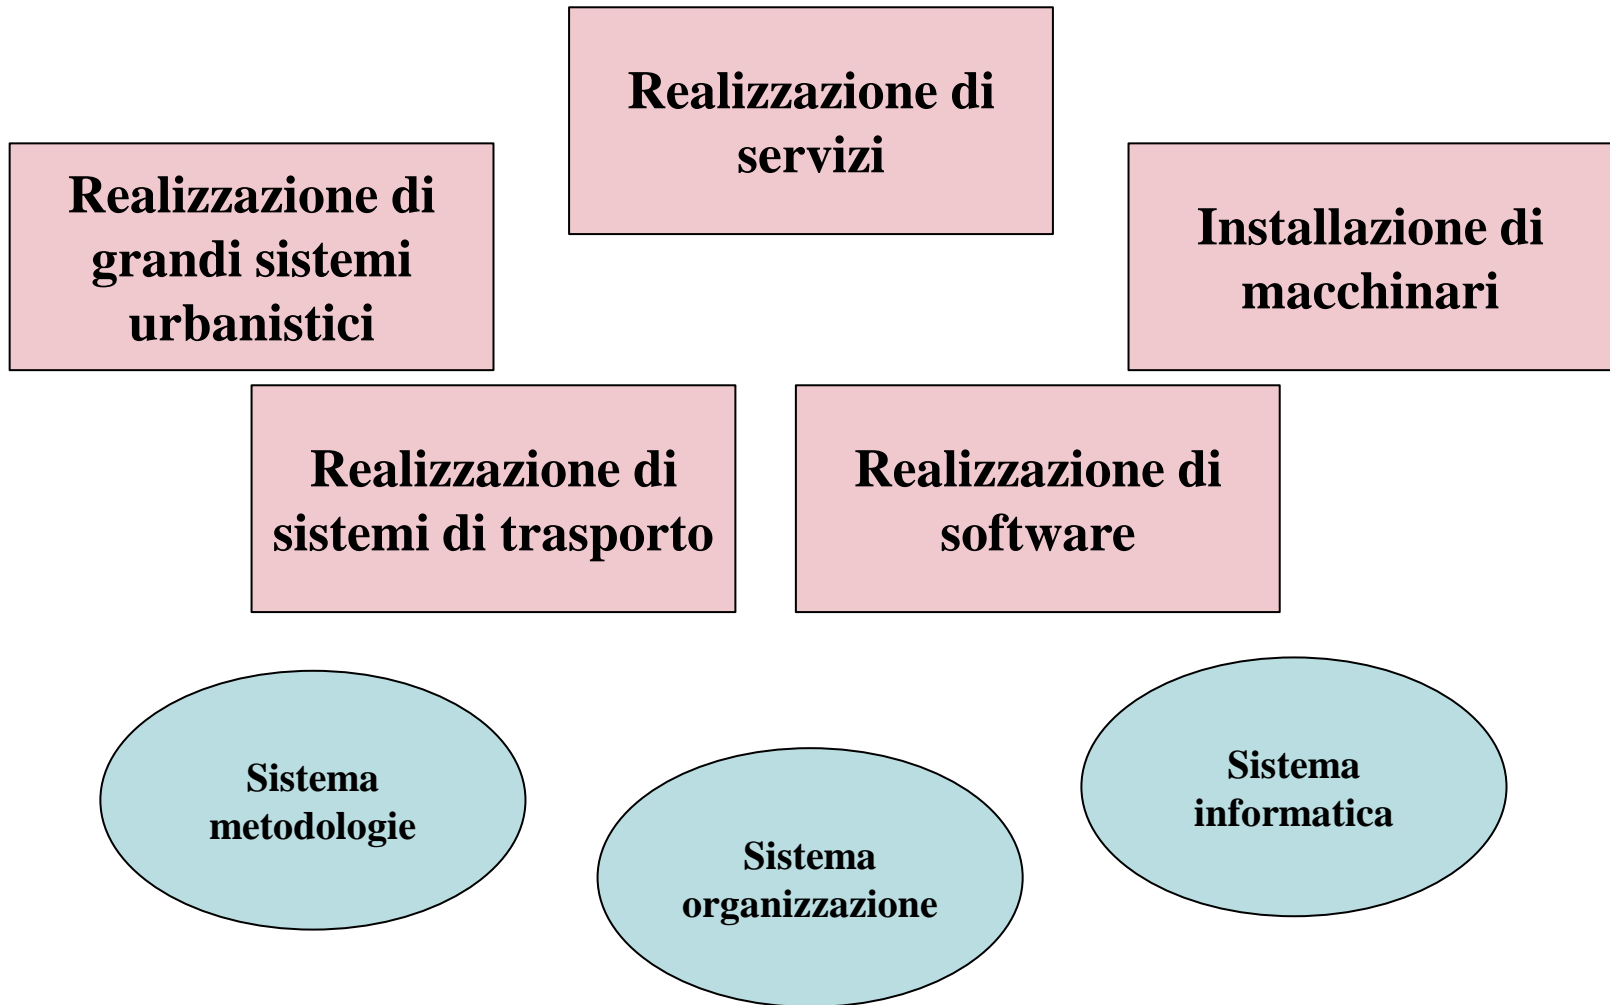 Realizzazione di
servizi
Realizzazione di
grandi sistemi
urbanistici
Installazione di
macchinari
Realizzazione di
sistemi di trasporto
Realizzazione di
software
Sistema
metodologie
Sistema
organizzazione
Sistema
informatica